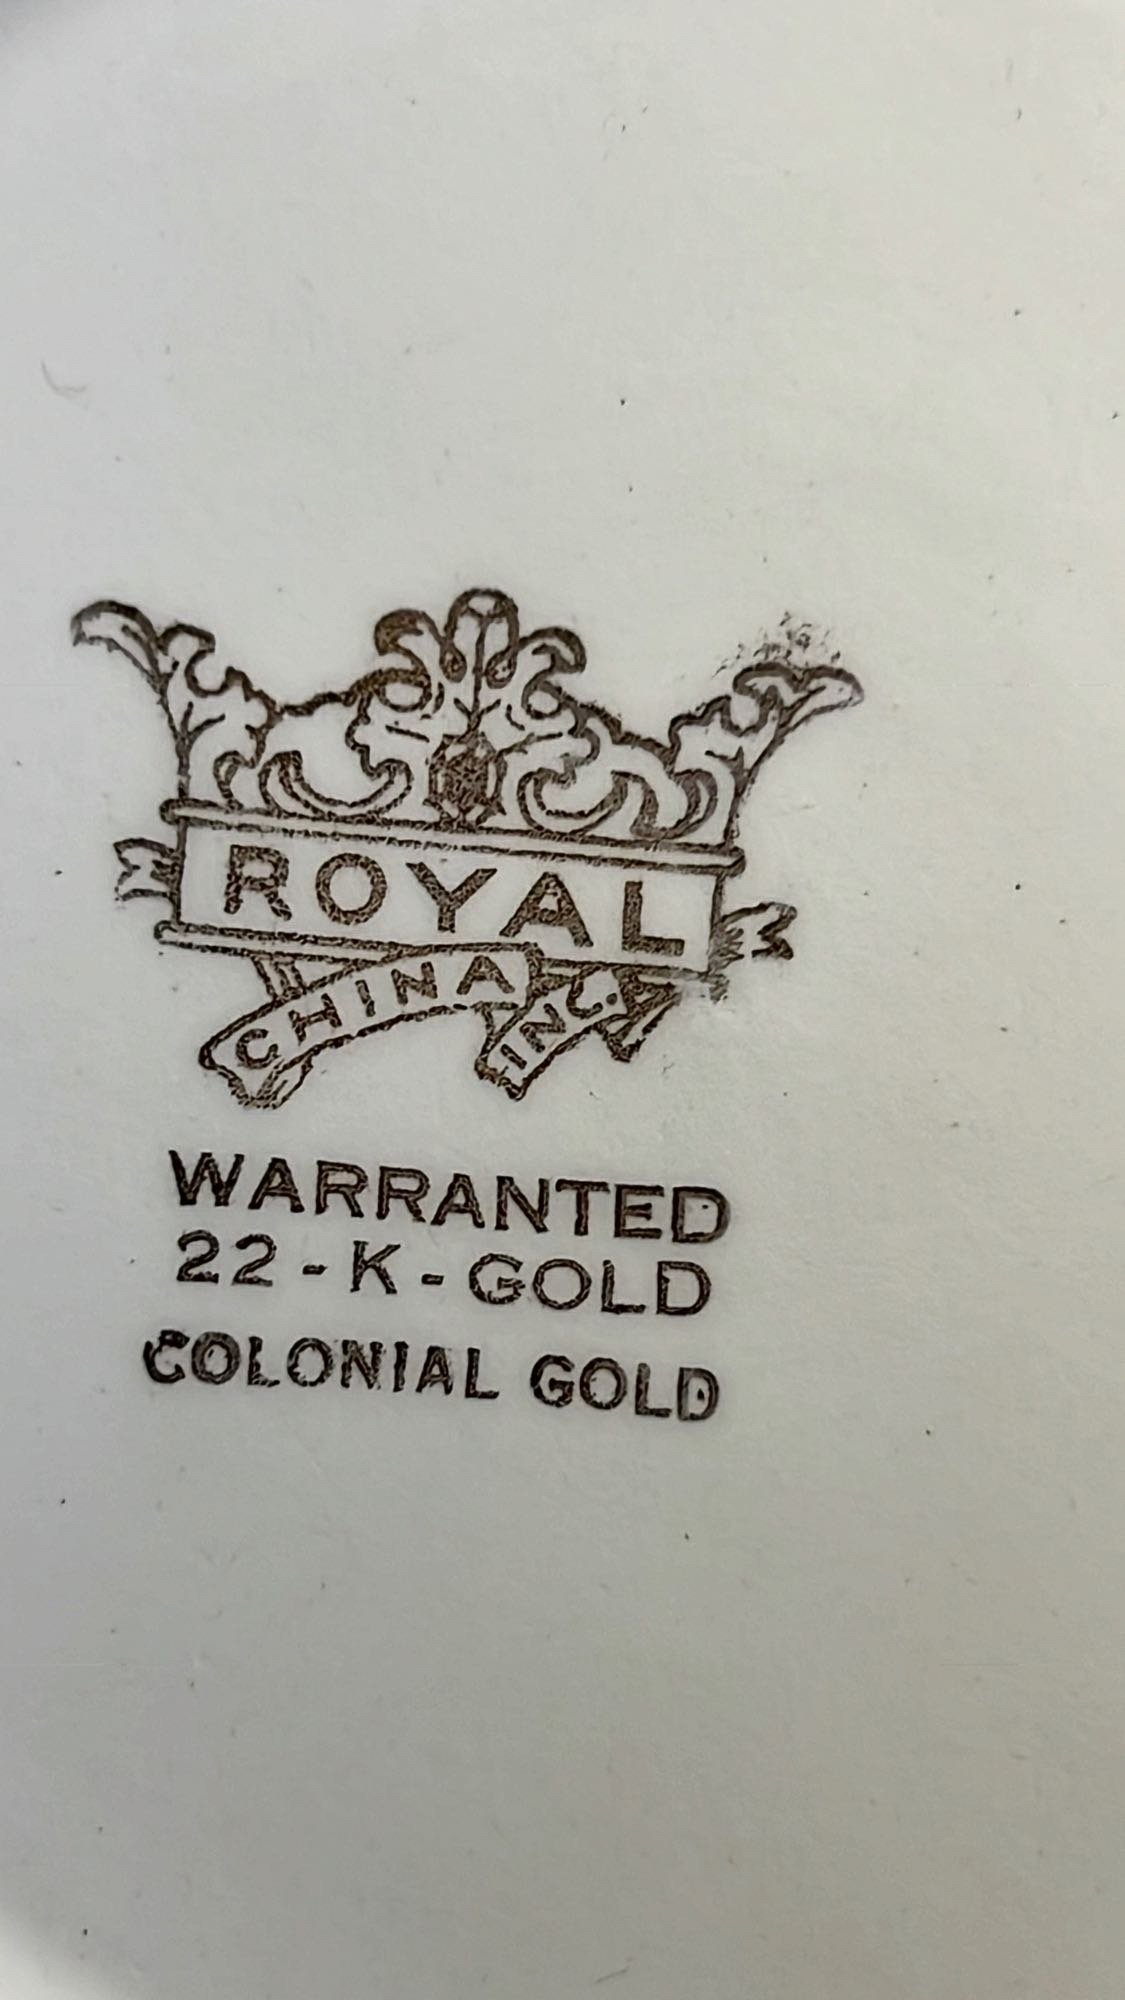 ROYAL
CHINA INC.
WARRANTED
22-K-GOLD
COLONIAL GOLD